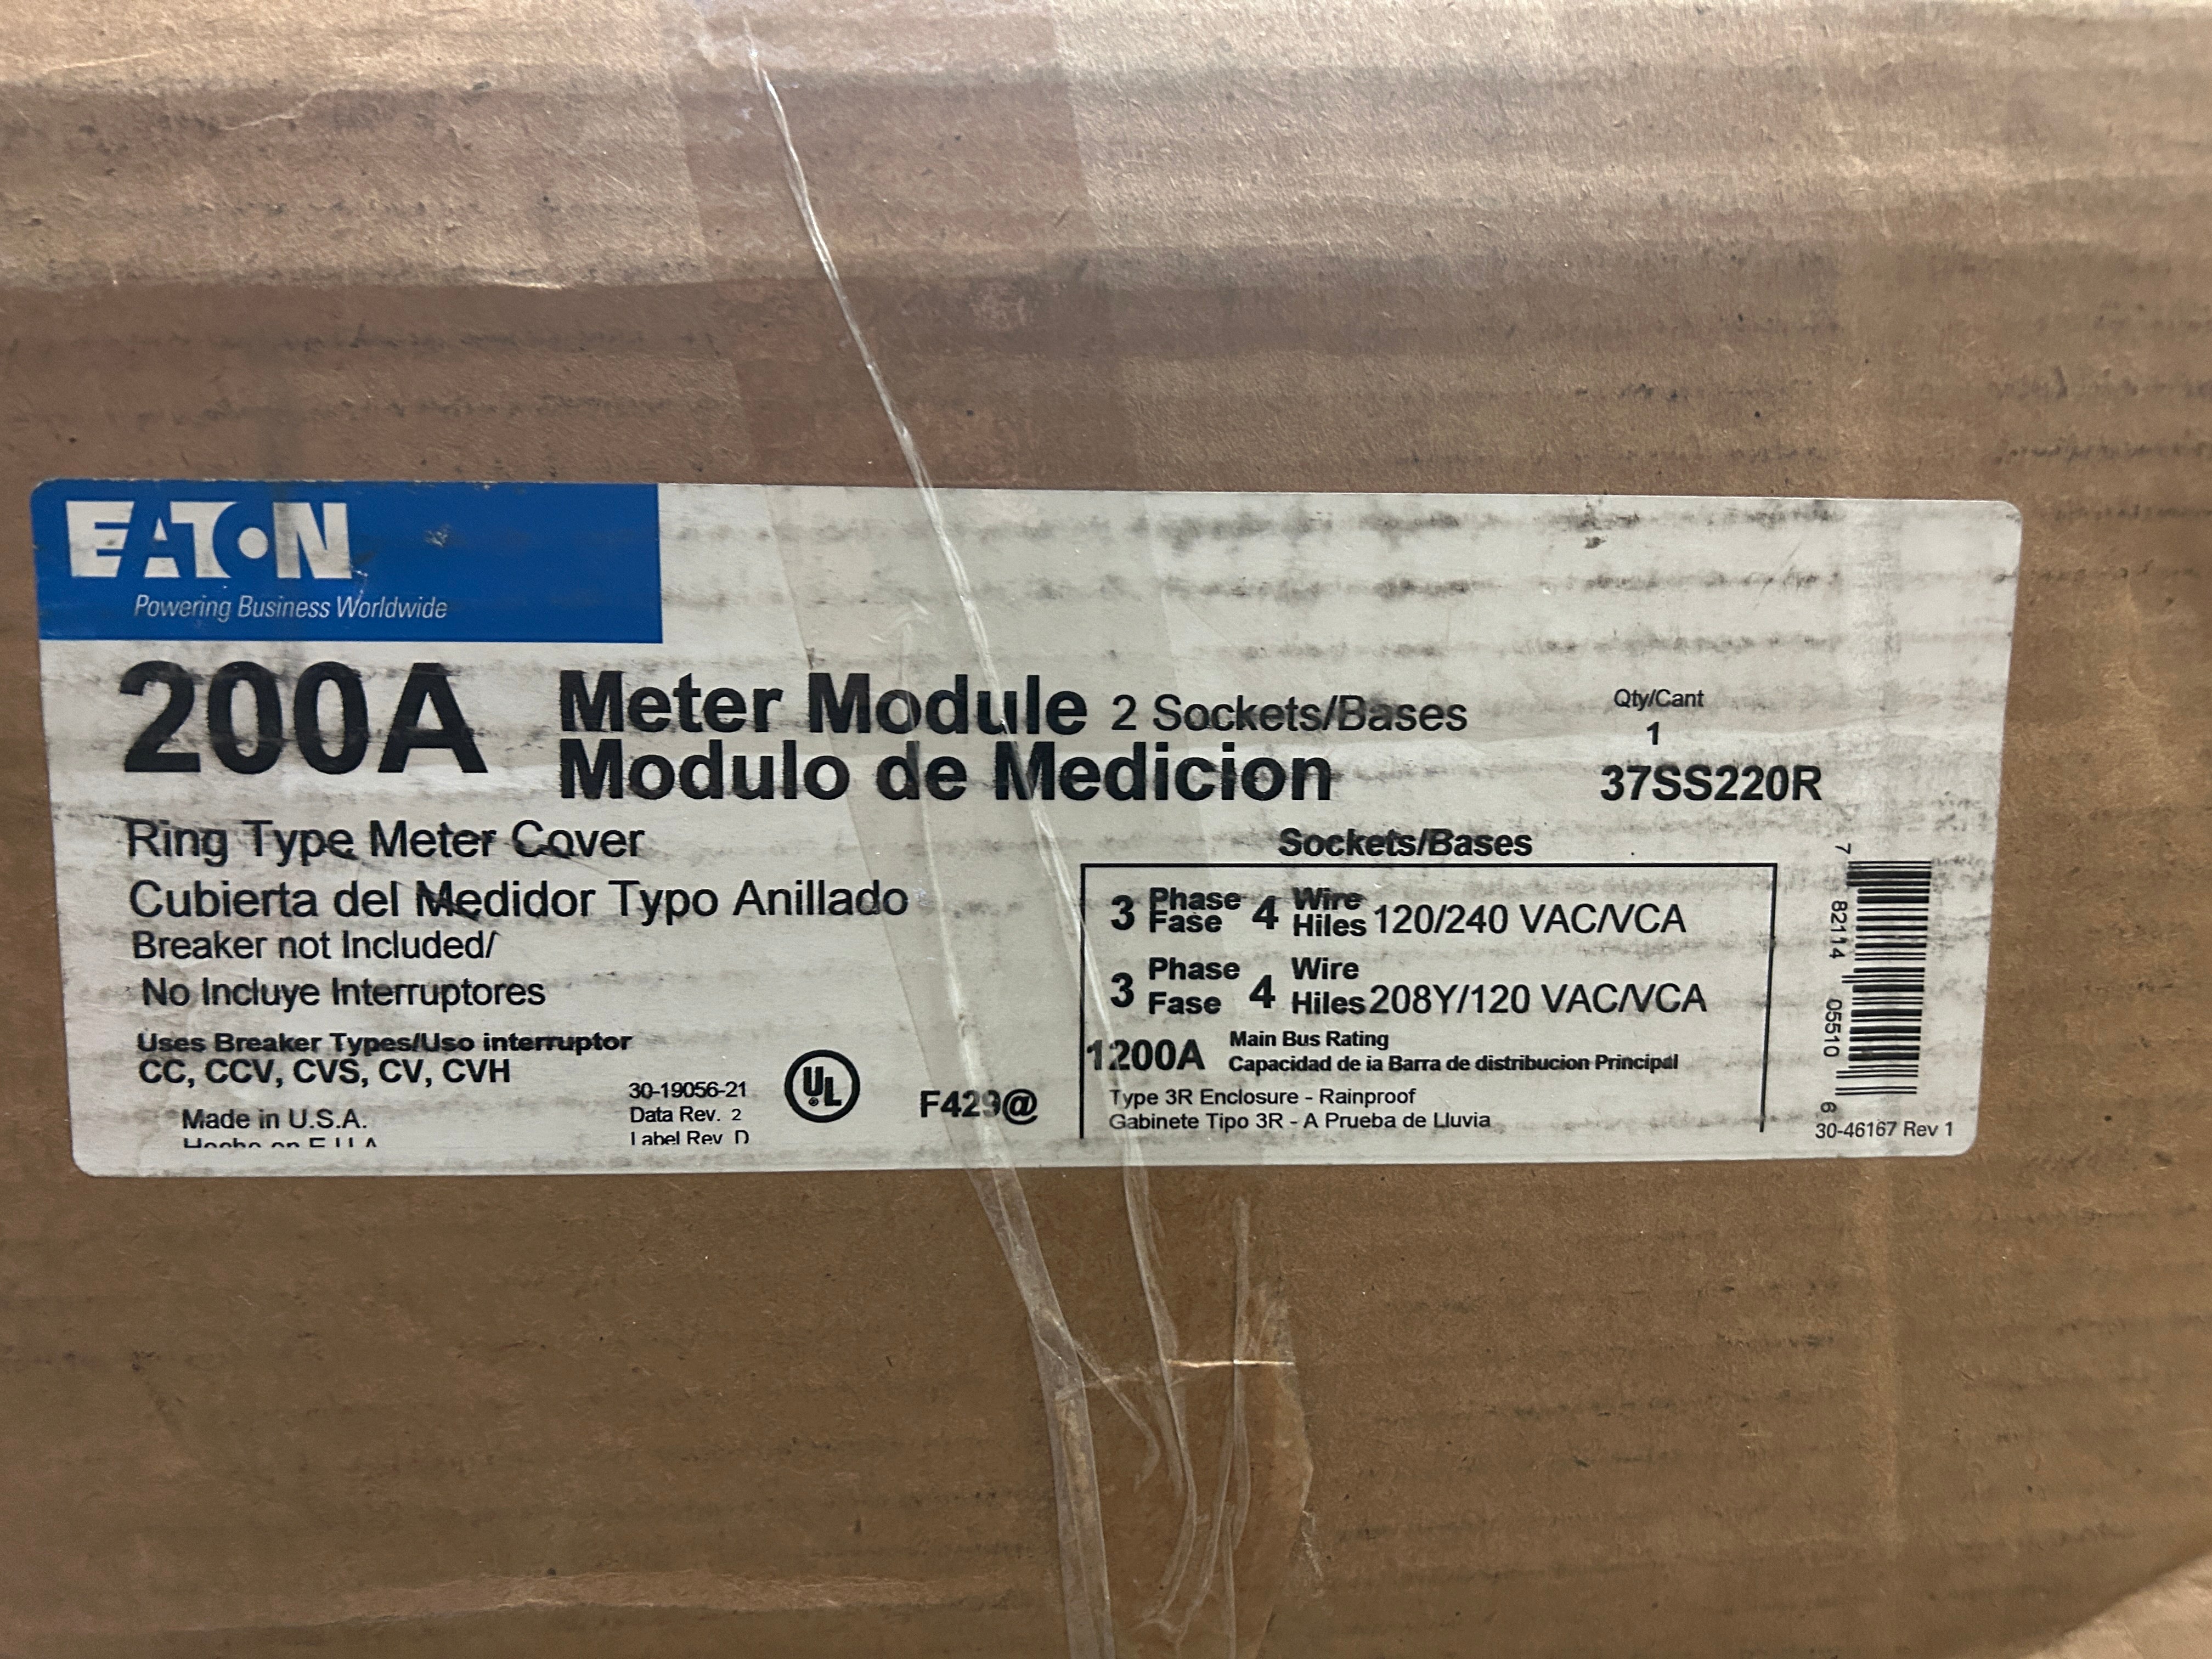 EATON
Powering Business Worldwide
200A Meter Module 2 Sockets/Bases
Modulo de Medicion
Qty/Cant
1
37SS220R
Ring Type Meter Cover
Cubierta del Medidor Typo Anillado
Breaker not Included/
No Incluye Interruptores
Uses Breaker Types/Uso interruptor
CC, CCV, CVS, CV, CVH
Made in U.S.A.
Hecho en E.U.A.
30-19056-21
Data Rev. 2
Label Rev D
UL
F429@
Sockets/Bases
3 Phase 4 Wire
Fase Hiles 120/240 VAC/VCA
3 Phase 4 Wire
Fase Hiles 208Y/120 VAC/VCA
1200A Main Bus Rating
Capacidad de ia Barra de distribucion Principal
Type 3R Enclosure - Rainproof
Gabinete Tipo 3R - A Prueba de Lluvia
7 82114 05510 6
30-46167 Rev 1